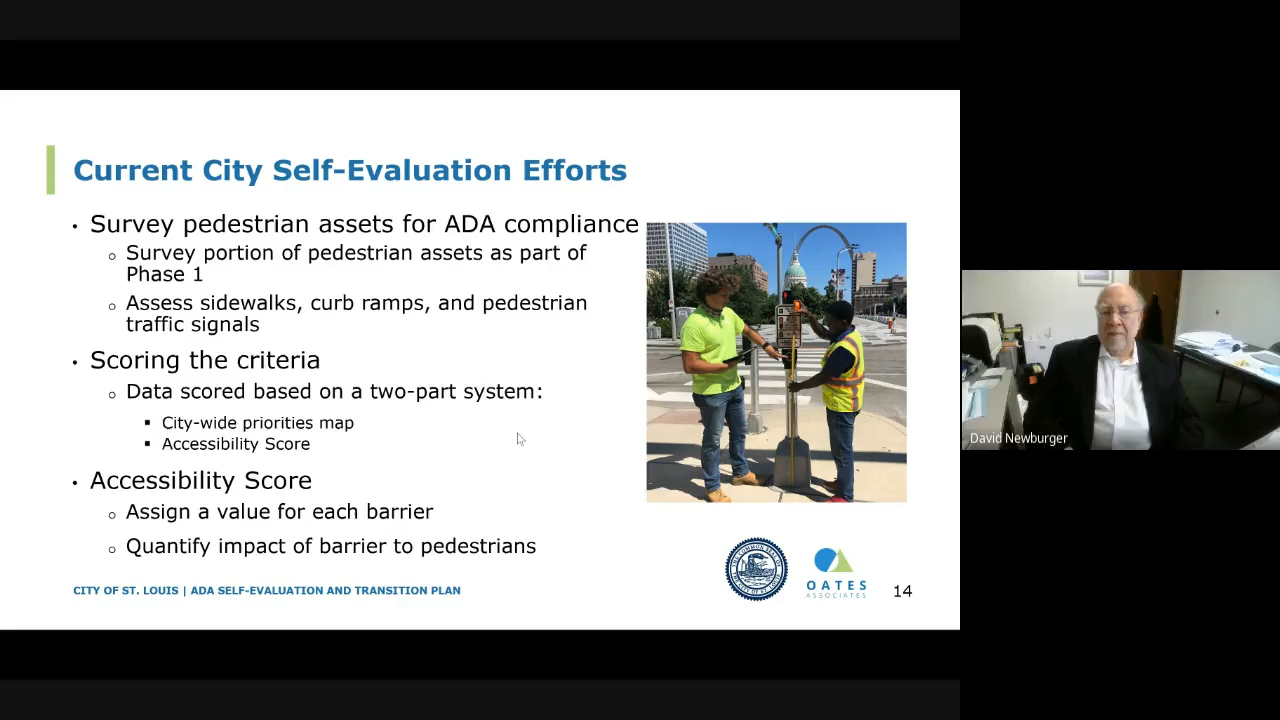 Current City Self-Evaluation Efforts
• Survey pedestrian assets for ADA compliance
o Survey portion of pedestrian assets as part of
Phase 1
o Assess sidewalks, curb ramps, and pedestrian
traffic signals
• Scoring the criteria
o Data scored based on a two-part system:
▪ City-wide priorities map
▪ Accessibility Score
• Accessibility Score
o Assign a value for each barrier
o Quantify impact of barrier to pedestrians
CITY OF ST. LOUIS | ADA SELF-EVALUATION AND TRANSITION PLAN
OATES
ASSOCIATES
14
David Newburger